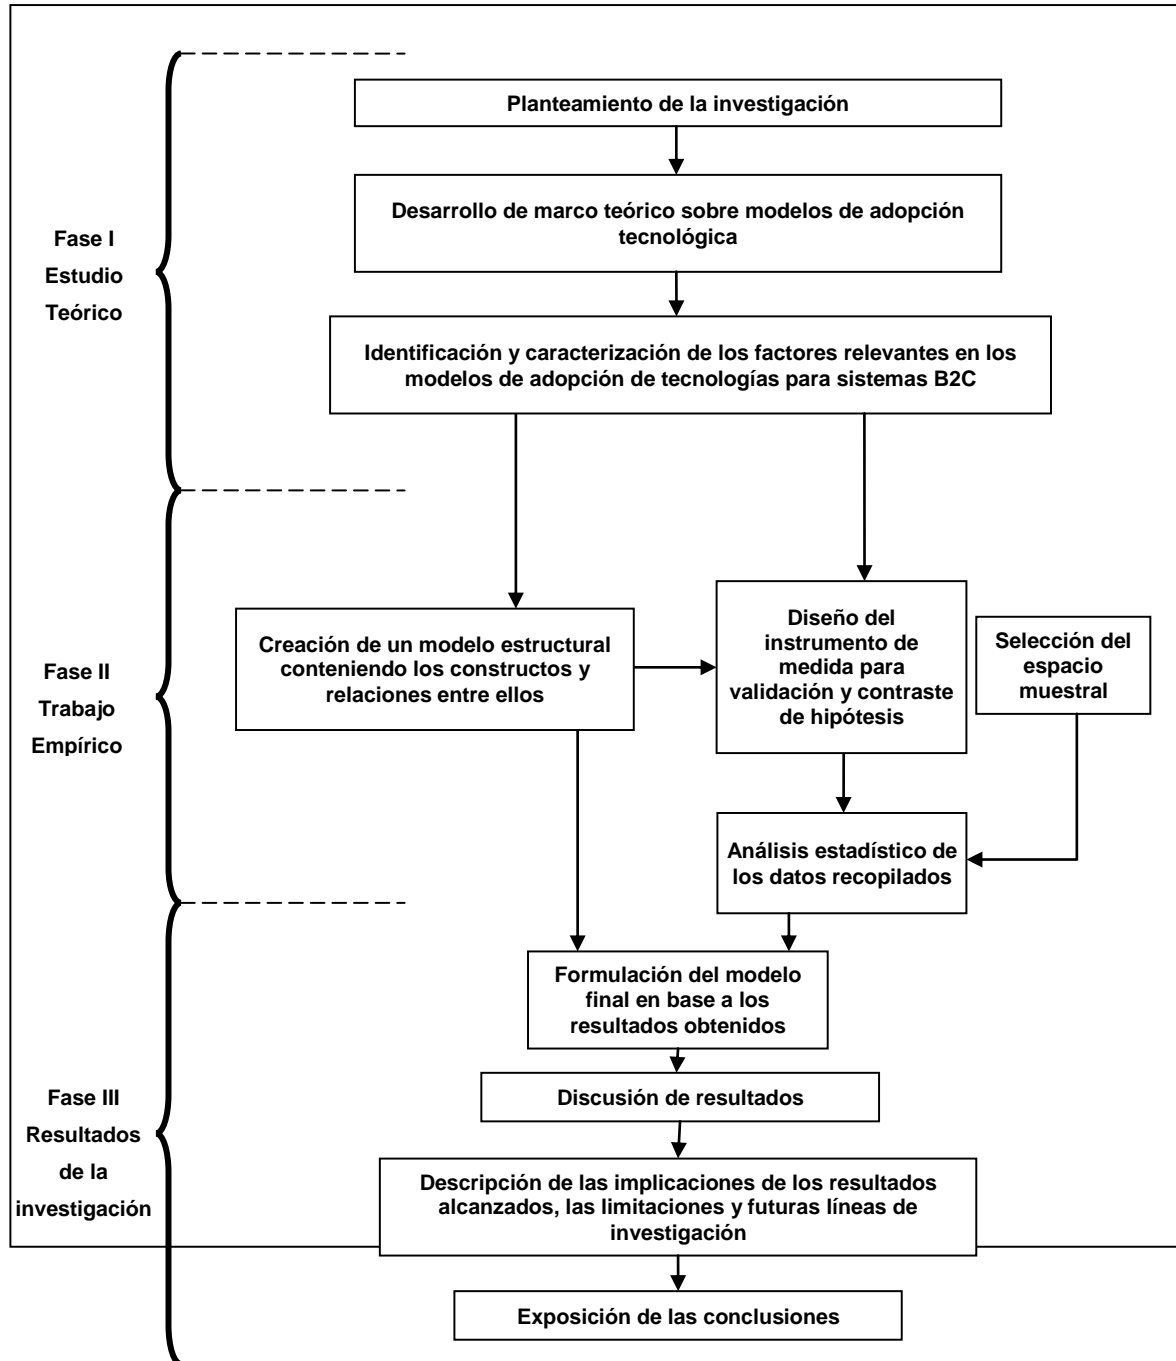 Planteamiento de la investigación
Desarrollo de marco teórico sobre modelos de adopción
tecnológica
Fase I
Estudio
Teórico
Identificación y caracterización de los factores relevantes en los
modelos de adopción de tecnologías para sistemas B2C
Fase II
Trabajo
Empírico
Creación de un modelo estructural
conteniendo los constructos y
relaciones entre ellos
Diseño del
instrumento de
medida para
validación y contraste
de hipótesis
Selección del
espacio
muestral
Análisis estadístico de
los datos recopilados
Formulación del modelo
final en base a los
resultados obtenidos
Fase III
Resultados
de la
investigación
Discusión de resultados
Descripción de las implicaciones de los resultados
alcanzados, las limitaciones y futuras líneas de
investigación
Exposición de las conclusiones